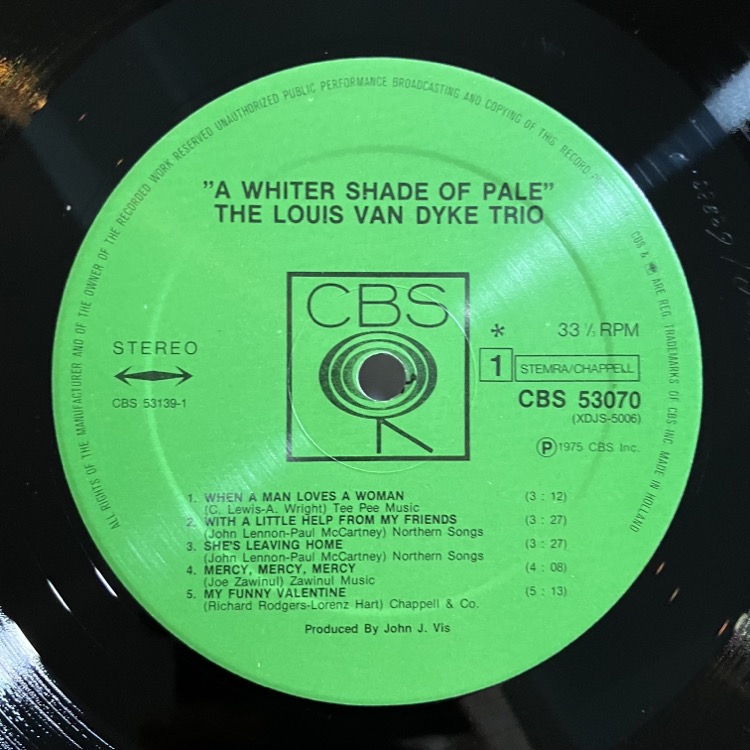 ALL RIGHTS OF THE MANUFACTURER AND OF THE OWNER OF THE RECORDED WORK RESERVED UNAUTHORIZED PUBLIC PERFORMANCE BROADCASTING AND COPYING OF THIS RECORD
"A WHITER SHADE OF PALE"
THE LOUIS VAN DYKE TRIO
CBS & ARE REG. TRADEMARKS OF CBS INC. MADE IN HOLLAND
CBS
STEREO
CBS 53139-1
* 33 ⅓ RPM
1 STEMRA/CHAPPELL
CBS 53070
(XDJS-5006)
Ⓟ1975 CBS Inc.
1. WHEN A MAN LOVES A WOMAN (3 : 12)
(C. Lewis-A. Wright) Tee Pee Music
2. WITH A LITTLE HELP FROM MY FRIENDS (3 : 27)
(John Lennon-Paul McCartney) Northern Songs
3. SHE'S LEAVING HOME (3 : 27)
(John Lennon-Paul McCartney) Northern Songs
4. MERCY, MERCY, MERCY (4 : 08)
(Joe Zawinul) Zawinul Music
5. MY FUNNY VALENTINE (5 : 13)
(Richard Rodgers-Lorenz Hart) Chappell & Co.
Produced By John J. Vis